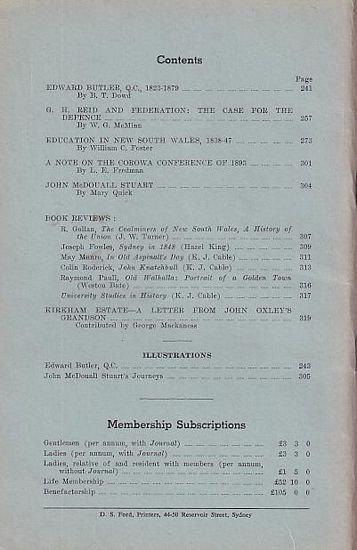 Contents
Page
EDWARD BUTLER, Q.C., 1823-1879 241
By B. T. Dowd
G. H. REID AND FEDERATION: THE CASE FOR THE
DEFENCE 257
By W. G. McMinn
EDUCATION IN NEW SOUTH WALES, 1838-47 273
By William C. Foster
A NOTE ON THE COROWA CONFERENCE OF 1893 301
By L. E. Fredman
JOHN McDOUALL STUART 304
By Mary Quick
BOOK REVIEWS:
R. Gollan, The Coalminers of New South Wales, A History of
the Union (J. W. Turner) 307
Joseph Fowles, Sydney in 1848 (Hazel King) 309
May Munro, In Old Aspinall's Day (K. J. Cable) 311
Colin Roderick, John Knatchbull (K. J. Cable) 313
Raymond Paull, Old Walhalla: Portrait of a Golden Town
(Weston Bate) 316
University Studies in History (K. J. Cable) 317
KIRKHAM ESTATE—A LETTER FROM JOHN OXLEY'S
GRANDSON 319
Contributed by George Mackaness
ILLUSTRATIONS
Edward Butler, Q.C. 243
John McDouall Stuart's Journeys 305
Membership Subscriptions
Gentlemen (per annum, with Journal) £3 3 0
Ladies (per annum, with Journal) £3 3 0
Ladies, relative of and resident with members (per annum,
without Journal) £1 5 0
Life Membership £52 10 0
Benefactorship £105 0 0
D. S. Ford, Printers, 44-50 Reservoir Street, Sydney